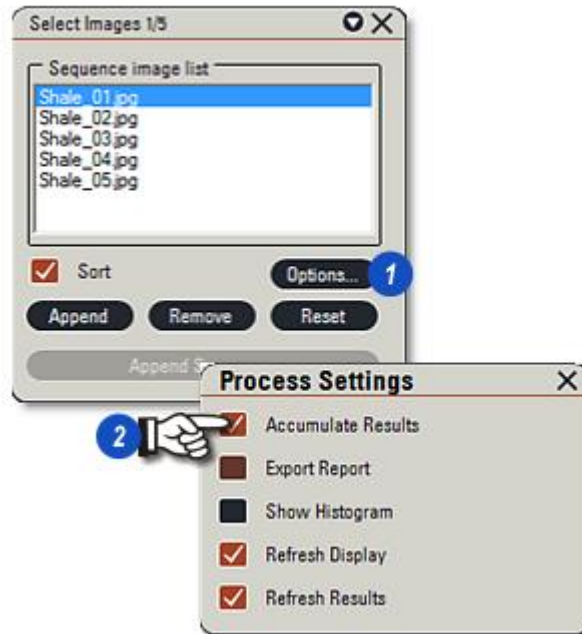 Select Images 1/5
Sequence image list
Shale_01.jpg
Shale_02.jpg
Shale_03.jpg
Shale_04.jpg
Shale_05.jpg
Sort
Options...
1
Append
Remove
Reset
Append
Process Settings
2
Accumulate Results
Export Report
Show Histogram
Refresh Display
Refresh Results